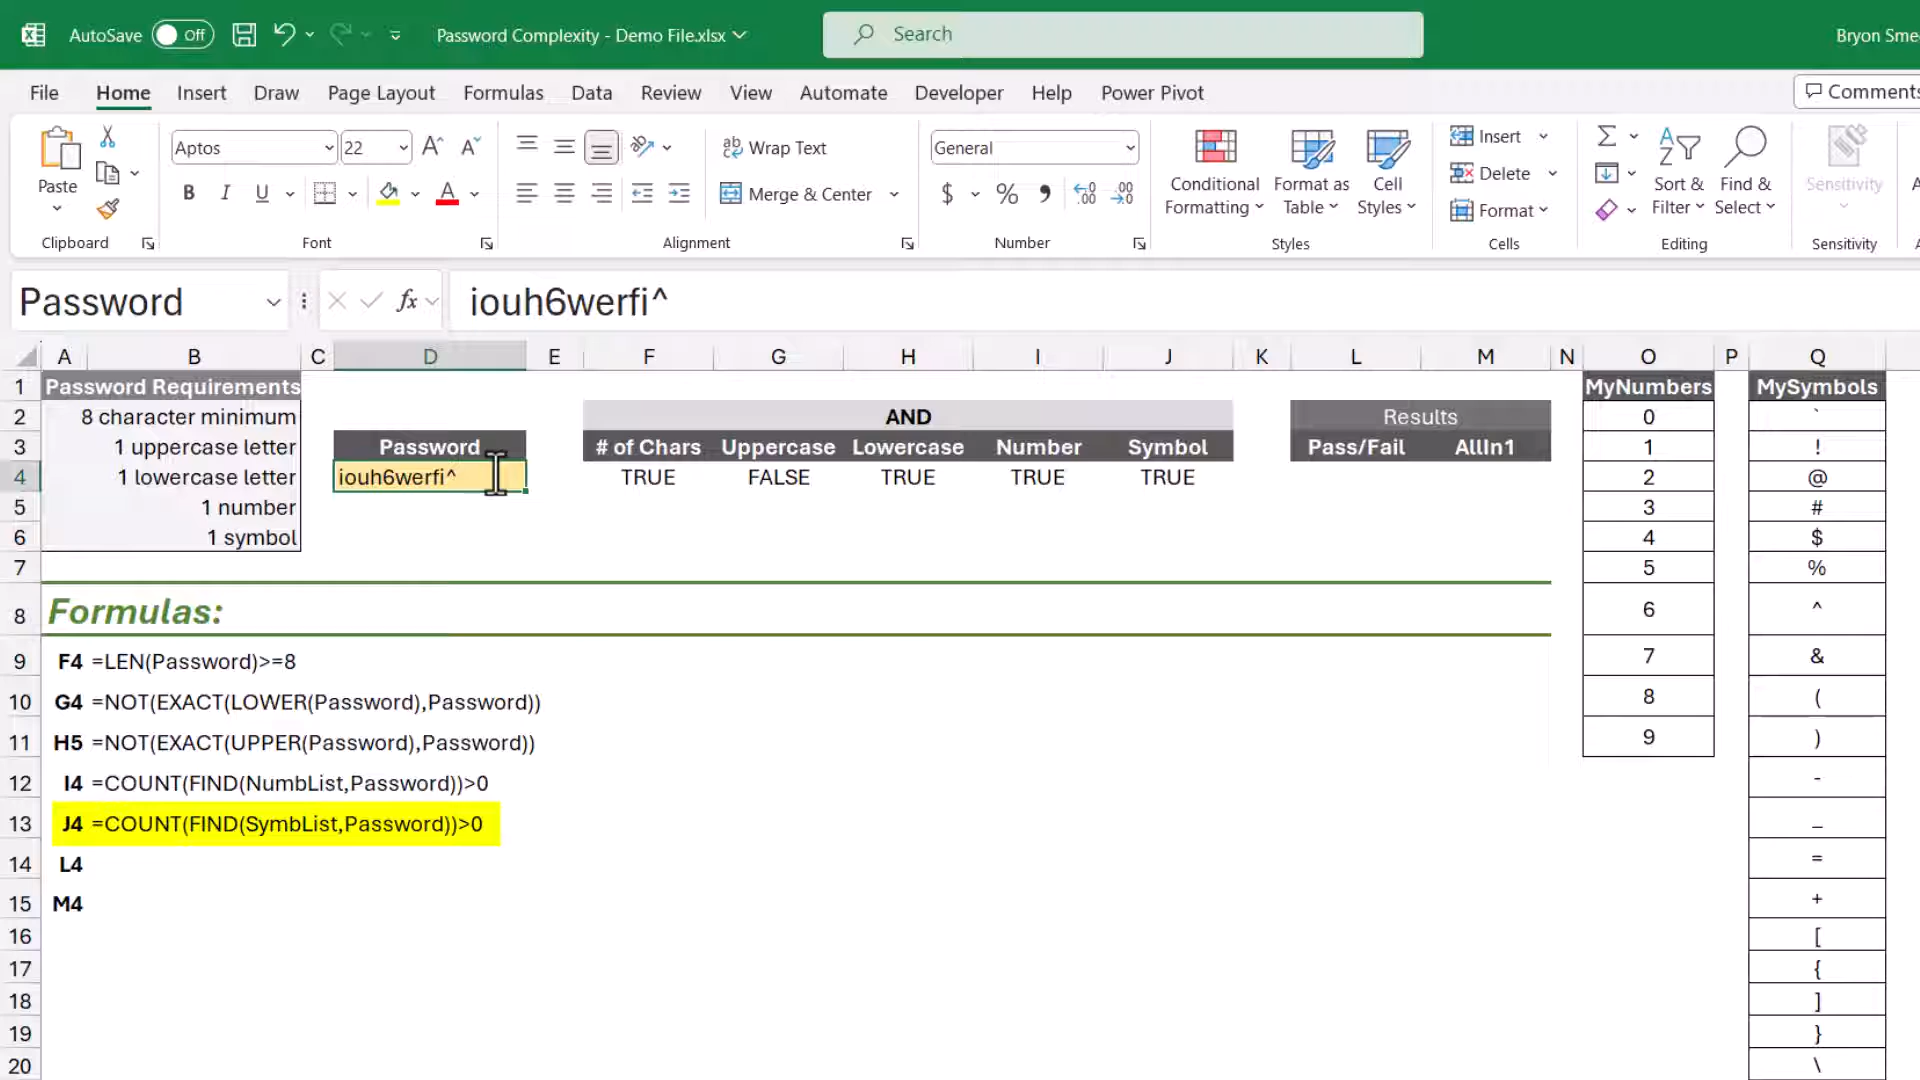 AutoSave Off Password Complexity - Demo File.xlsx Search Bryon Sme
File Home Insert Draw Page Layout Formulas Data Review View Automate Developer Help Power Pivot Comments
Aptos 22 Wrap Text General Insert
Paste Conditional Formatting Format as Table Cell Styles Delete Sort & Filter Find & Select Sensitivity
B I U Merge & Center $ % Format
Clipboard Font Alignment Number Styles Cells Editing Sensitivity
Password fx iouh6werfi^
A B C D E F G H I J K L M N O P Q
1 Password Requirements MyNumbers MySymbols
2 8 character minimum AND Results 0 `
3 1 uppercase letter Password # of Chars Uppercase Lowercase Number Symbol Pass/Fail AllIn1 1 !
4 1 lowercase letter iouh6werfi^ TRUE FALSE TRUE TRUE TRUE 2 @
5 1 number 3 #
6 1 symbol 4 $
7 5 %
8 Formulas: 6 ^
9 F4 =LEN(Password)>=8 7 &
10 G4 =NOT(EXACT(LOWER(Password),Password)) 8 (
11 H5 =NOT(EXACT(UPPER(Password),Password)) 9 )
12 I4 =COUNT(FIND(NumbList,Password))>0 -
13 J4 =COUNT(FIND(SymbList,Password))>0 _
14 L4 =
15 M4 +
16 [
17 {
18 ]
19 }
20 \